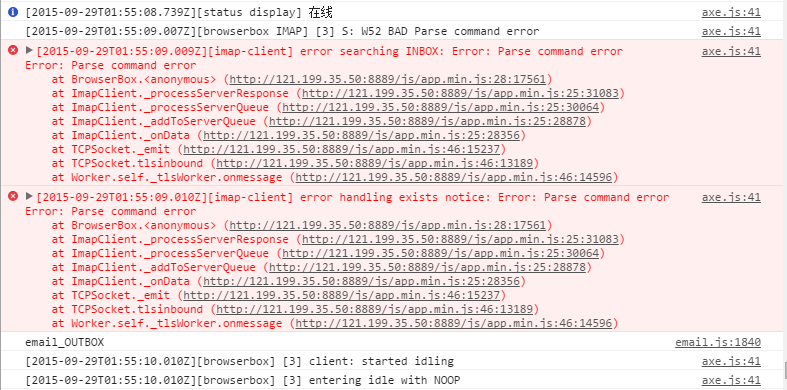 [2015-09-29T01:55:08.739Z][status display] 在线 axe.js:41
[2015-09-29T01:55:09.007Z][browserbox IMAP] [3] S: W52 BAD Parse command error axe.js:41
[2015-09-29T01:55:09.009Z][imap-client] error searching INBOX: Error: Parse command error axe.js:41
Error: Parse command error
at BrowserBox.<anonymous> (http://121.199.35.50:8889/js/app.min.js:28:17561)
at ImapClient._processServerResponse (http://121.199.35.50:8889/js/app.min.js:25:31083)
at ImapClient._processServerQueue (http://121.199.35.50:8889/js/app.min.js:25:30064)
at ImapClient._addToServerQueue (http://121.199.35.50:8889/js/app.min.js:25:28878)
at ImapClient._onData (http://121.199.35.50:8889/js/app.min.js:25:28356)
at TCPSocket._emit (http://121.199.35.50:8889/js/app.min.js:46:15237)
at TCPSocket.tlsinbound (http://121.199.35.50:8889/js/app.min.js:46:13189)
at Worker.self._tlsWorker.onmessage (http://121.199.35.50:8889/js/app.min.js:46:14596)
[2015-09-29T01:55:09.010Z][imap-client] error handling exists notice: Error: Parse command error axe.js:41
Error: Parse command error
at BrowserBox.<anonymous> (http://121.199.35.50:8889/js/app.min.js:28:17561)
at ImapClient._processServerResponse (http://121.199.35.50:8889/js/app.min.js:25:31083)
at ImapClient._processServerQueue (http://121.199.35.50:8889/js/app.min.js:25:30064)
at ImapClient._addToServerQueue (http://121.199.35.50:8889/js/app.min.js:25:28878)
at ImapClient._onData (http://121.199.35.50:8889/js/app.min.js:25:28356)
at TCPSocket._emit (http://121.199.35.50:8889/js/app.min.js:46:15237)
at TCPSocket.tlsinbound (http://121.199.35.50:8889/js/app.min.js:46:13189)
at Worker.self._tlsWorker.onmessage (http://121.199.35.50:8889/js/app.min.js:46:14596)
email_OUTBOX email.js:1840
[2015-09-29T01:55:10.010Z][browserbox] [3] client: started idling axe.js:41
[2015-09-29T01:55:10.010Z][browserbox] [3] entering idle with NOOP axe.js:41